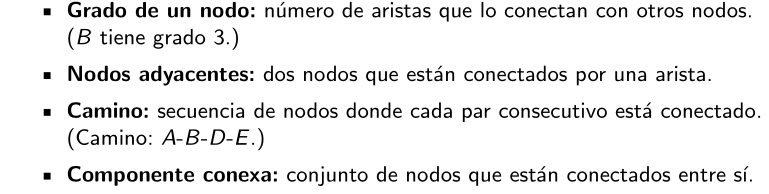 ▪ Grado de un nodo: número de aristas que lo conectan con otros nodos.
(B tiene grado 3.)
▪ Nodos adyacentes: dos nodos que están conectados por una arista.
▪ Camino: secuencia de nodos donde cada par consecutivo está conectado.
(Camino: A-B-D-E.)
▪ Componente conexa: conjunto de nodos que están conectados entre sí.